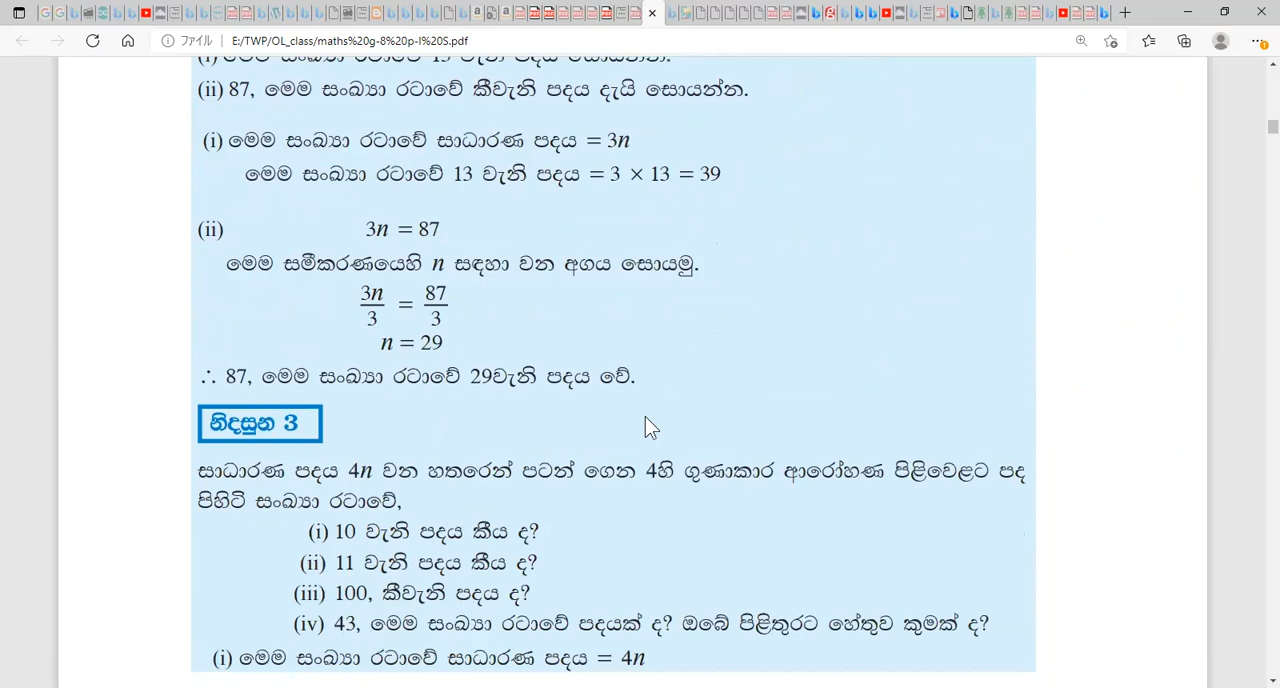 ෆයිල්
E:/TWP/OL_class/maths%20g-8%20p-I%20S.pdf
(ii) 87, මෙම සංඛ්‍යා රටාවේ කීවැනි පදය දැයි සොයන්න.
(i) මෙම සංඛ්‍යා රටාවේ සාධාරණ පදය = 3n
මෙම සංඛ්‍යා රටාවේ 13 වැනි පදය = 3 × 13 = 39
(ii) 3n = 87
මෙම සමීකරණයෙහි n සඳහා වන අගය සොයමු.
3n/3 = 87/3
n = 29
∴ 87, මෙම සංඛ්‍යා රටාවේ 29වැනි පදය වේ.
නිදසුන 3
සාධාරණ පදය 4n වන හතරෙන් පටන් ගෙන 4හි ගුණාකාර ආරෝහණ පිළිවෙළට පද
පිහිටි සංඛ්‍යා රටාවේ,
(i) 10 වැනි පදය කීය ද?
(ii) 11 වැනි පදය කීය ද?
(iii) 100, කීවැනි පදය ද?
(iv) 43, මෙම සංඛ්‍යා රටාවේ පදයක් ද? ඔබේ පිළිතුරට හේතුව කුමක් ද?
(i) මෙම සංඛ්‍යා රටාවේ සාධාරණ පදය = 4n